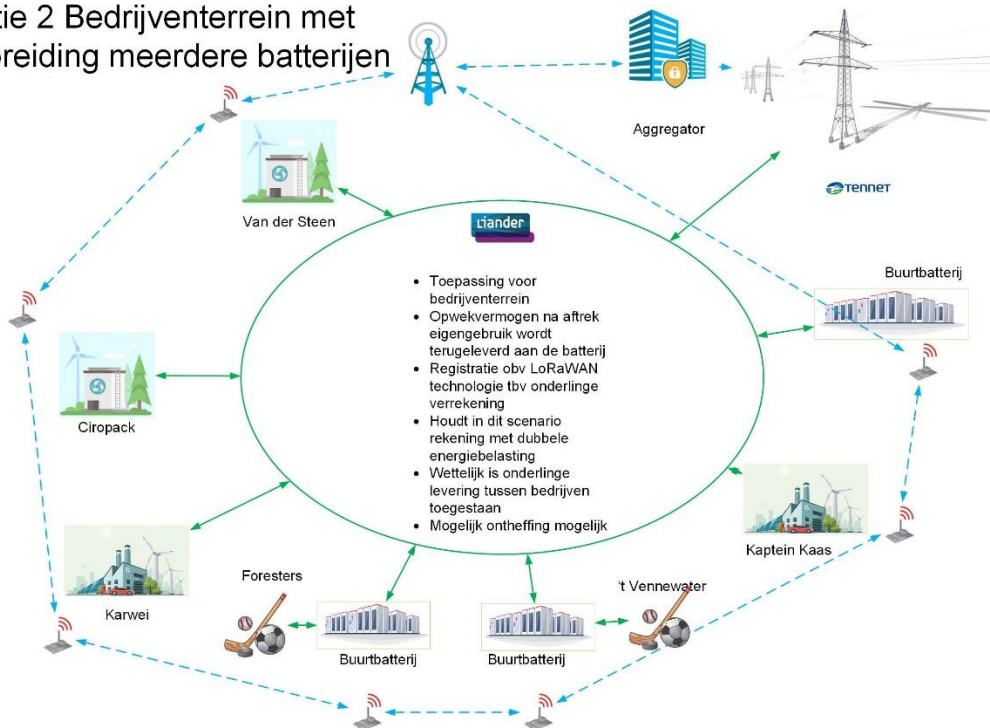 tie 2 Bedrijventerrein met
reiding meerdere batterijen
Aggregator
TENNET
Van der Steen
Liander
Buurtbatterij
• Toepassing voor
bedrijventerrein
• Opwekvermogen na aftrek
eigengebruik wordt
teruggeleverd aan de batterij
• Registratie obv LoRaWAN
technologie tbv onderlinge
verrekening
• Houdt in dit scenario
rekening met dubbele
energiebelasting
• Wettelijk is onderlinge
levering tussen bedrijven
toegestaan
• Mogelijk ontheffing mogelijk
Ciropack
Kaptein Kaas
Karwei
Foresters
't Vennewater
Buurtbatterij
Buurtbatterij